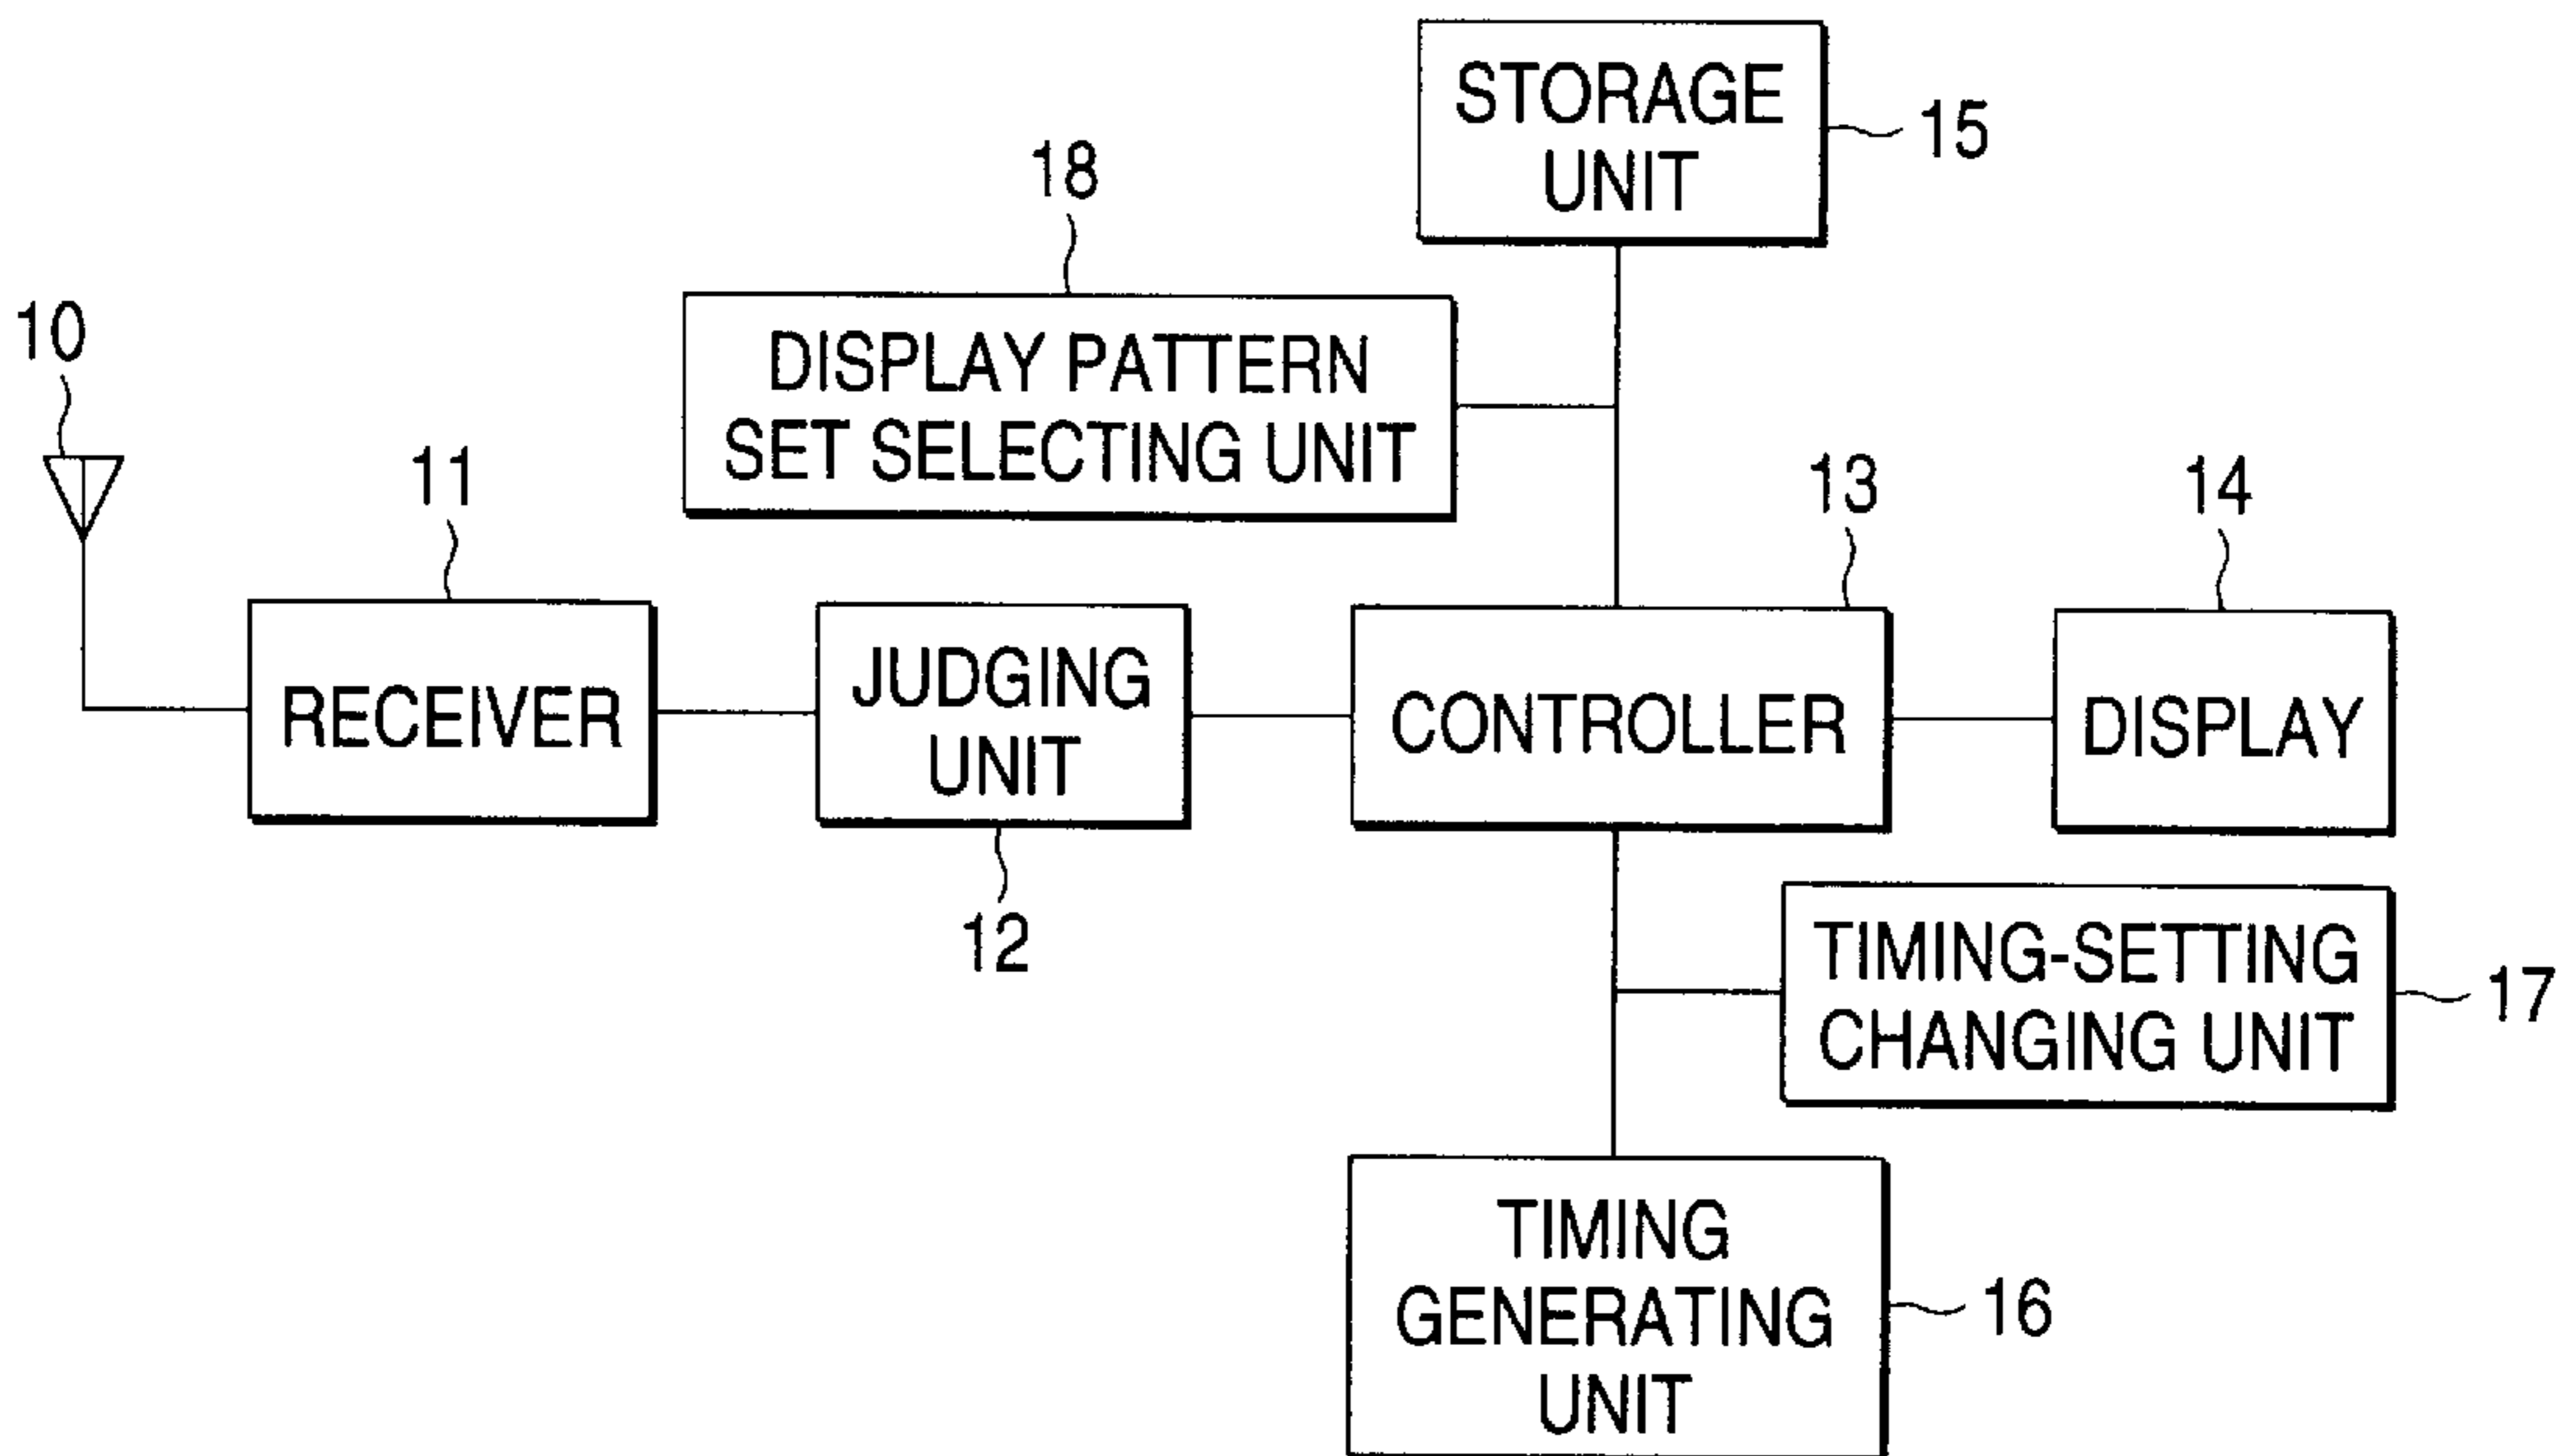 STORAGE
UNIT
15
18
DISPLAY PATTERN
SET SELECTING UNIT
10
11
13
14
RECEIVER
JUDGING
UNIT
CONTROLLER
DISPLAY
12
TIMING-SETTING
CHANGING UNIT
17
TIMING
GENERATING
UNIT
16